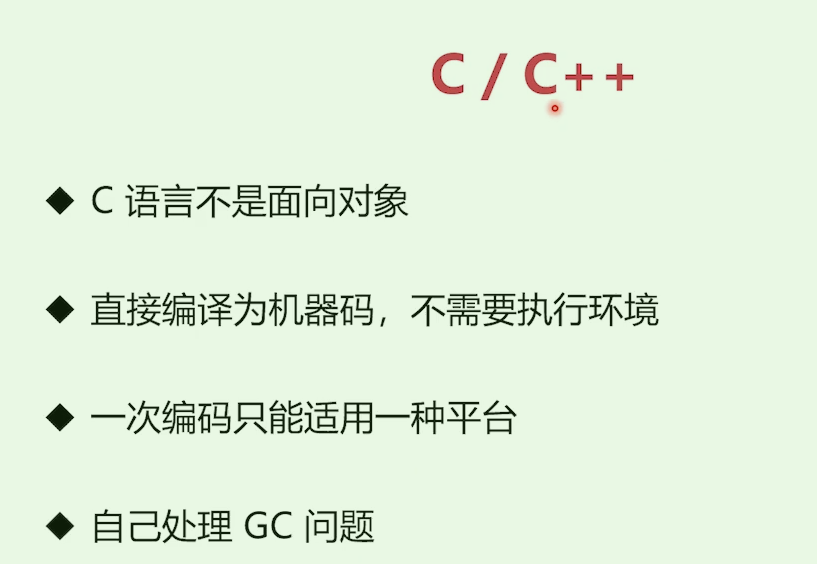 C / C++
◆ C 语言不是面向对象
◆ 直接编译为机器码，不需要执行环境
◆ 一次编码只能适用一种平台
◆ 自己处理 GC 问题